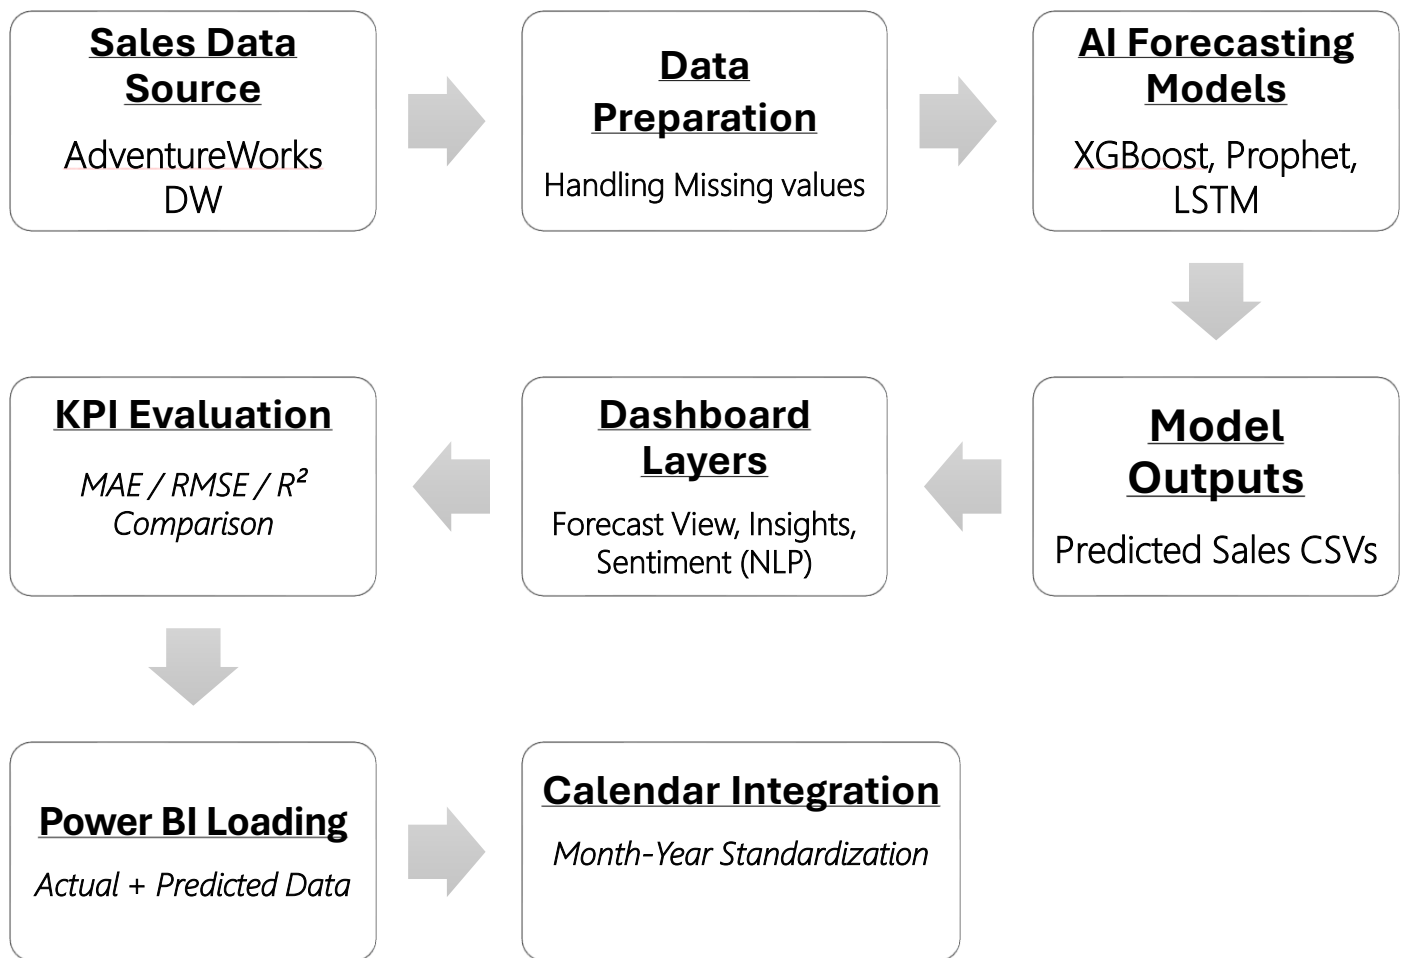 Sales Data
Source
AdventureWorks
DW
Data
Preparation
Handling Missing values
AI Forecasting
Models
XGBoost, Prophet,
LSTM
Model
Outputs
Predicted Sales CSVs
Dashboard
Layers
Forecast View, Insights,
Sentiment (NLP)
KPI Evaluation
MAE / RMSE / R²
Comparison
Power BI Loading
Actual + Predicted Data
Calendar Integration
Month-Year Standardization